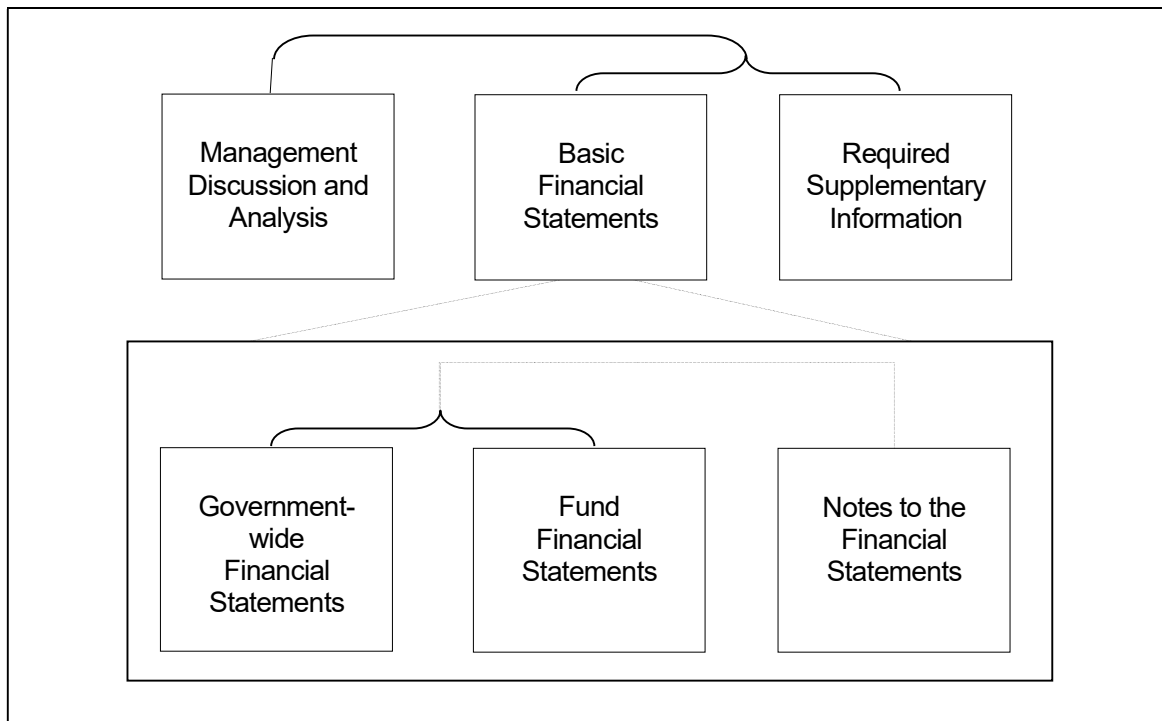 Management
Discussion and
Analysis
Basic
Financial
Statements
Required
Supplementary
Information
Government-
wide
Financial
Statements
Fund
Financial
Statements
Notes to the
Financial
Statements